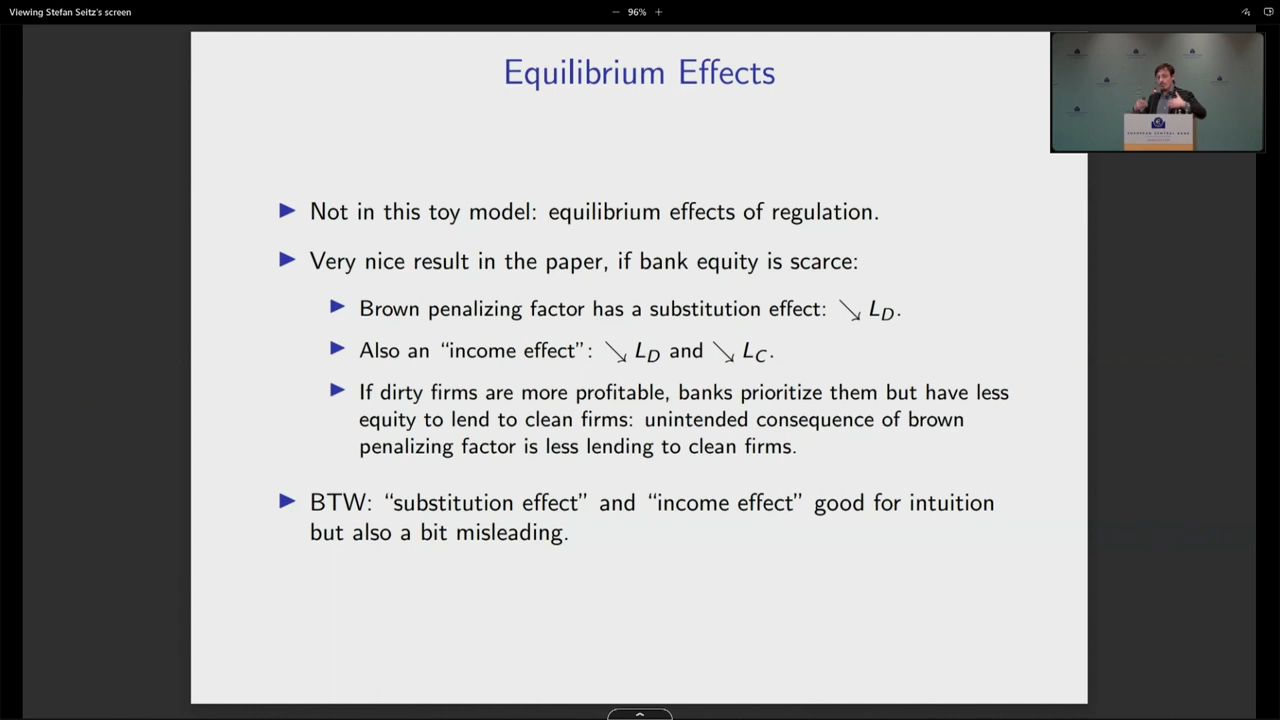 Viewing Stefan Seitz's screen
96%
Equilibrium Effects
Not in this toy model: equilibrium effects of regulation.
Very nice result in the paper, if bank equity is scarce:
Brown penalizing factor has a substitution effect: ↘ L_D.
Also an “income effect”: ↘ L_D and ↘ L_C.
If dirty firms are more profitable, banks prioritize them but have less
equity to lend to clean firms: unintended consequence of brown
penalizing factor is less lending to clean firms.
BTW: “substitution effect” and “income effect” good for intuition
but also a bit misleading.
EUROPEAN CENTRAL BANK